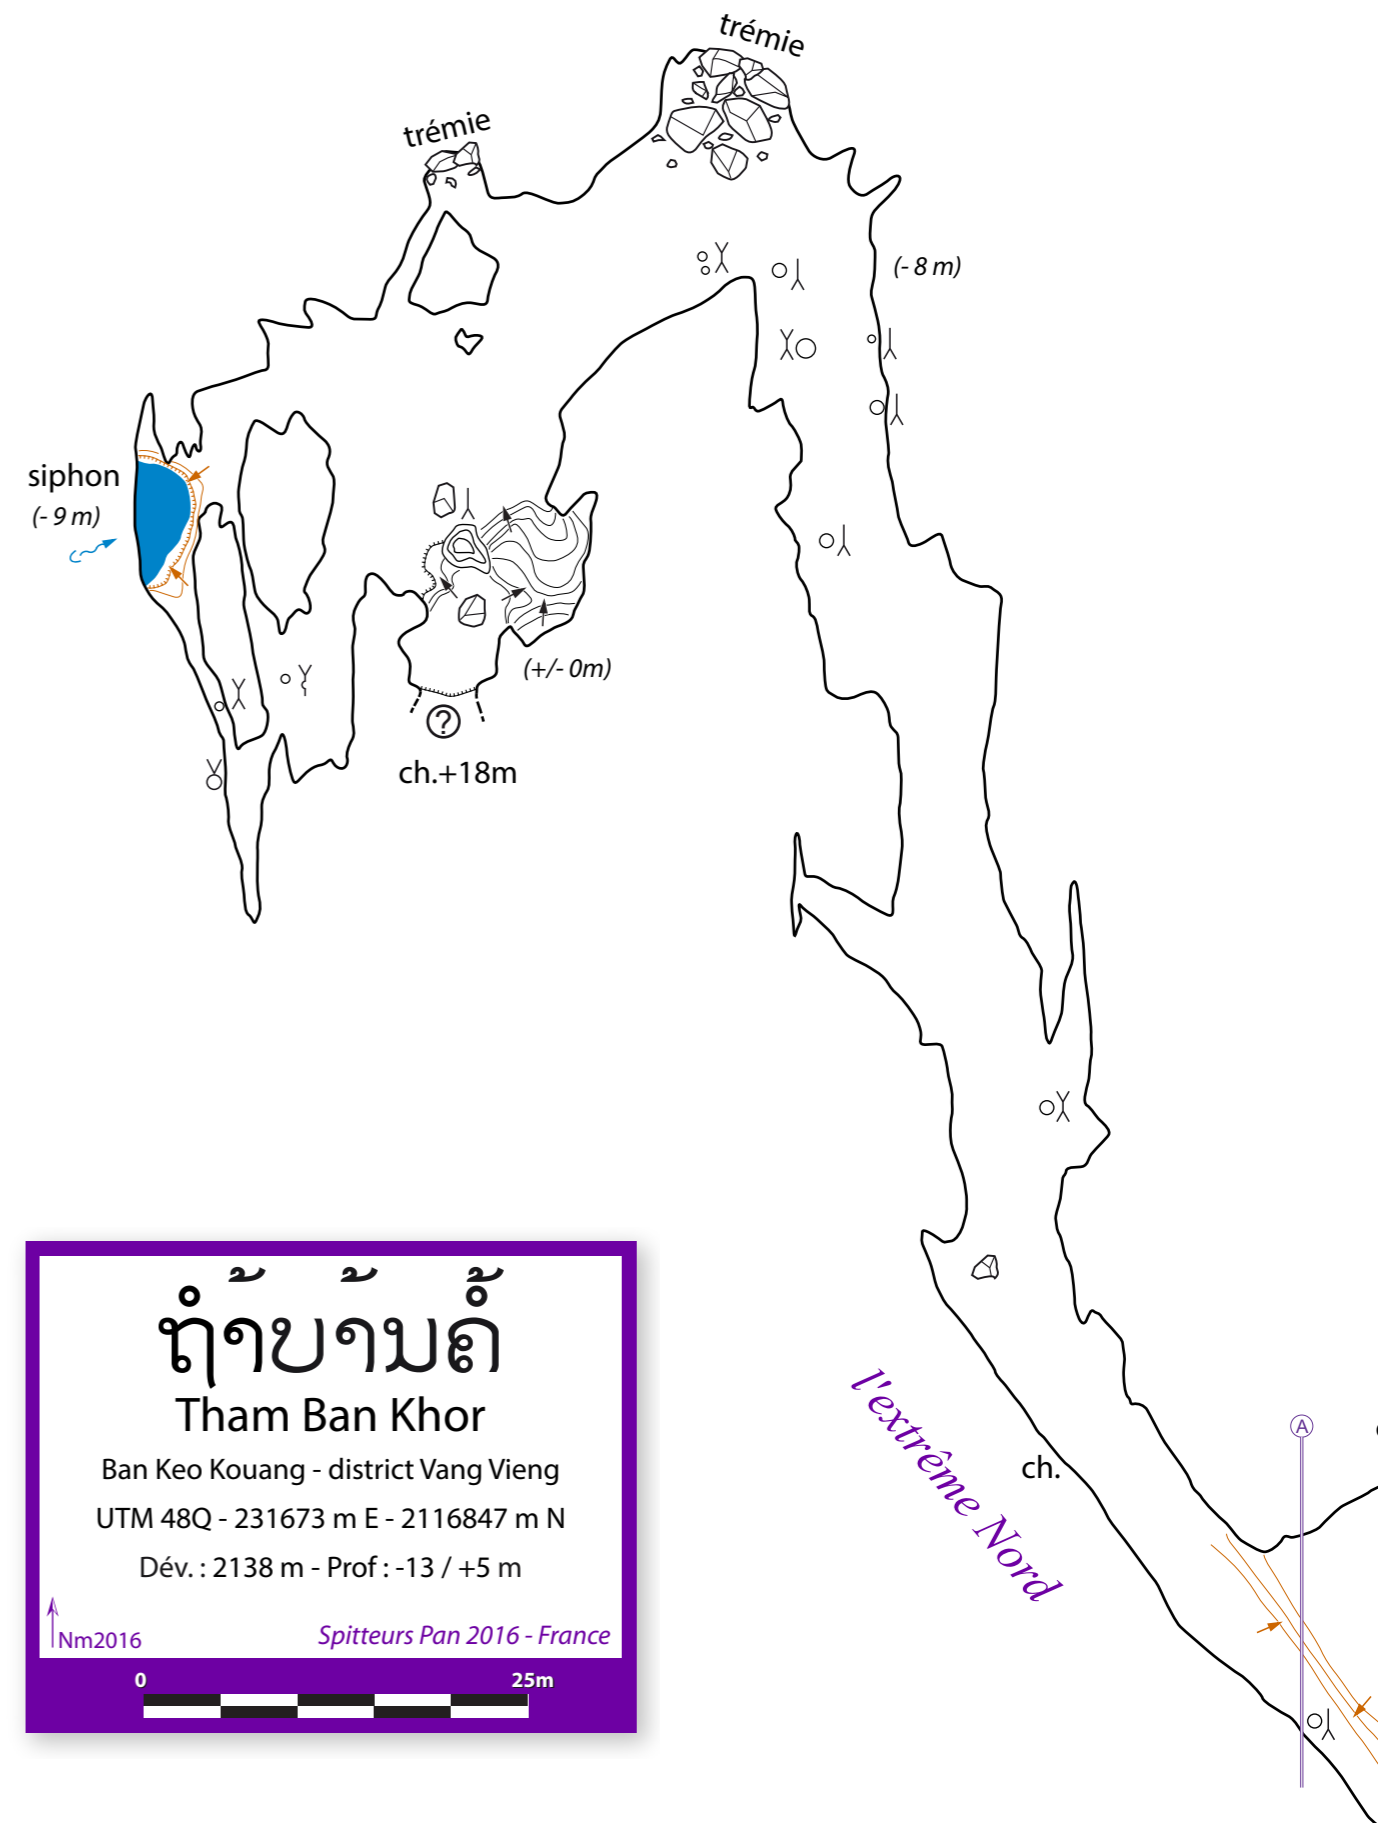 trémie
trémie
(- 8 m)
siphon
(- 9 m)
(+/- 0m)
?
ch.+18m
l'extrême Nord
ch.
A
ຖ້ຳບ້ານຄໍ້
Tham Ban Khor
Ban Keo Kouang - district Vang Vieng
UTM 48Q - 231673 m E - 2116847 m N
Dév. : 2138 m - Prof : -13 / +5 m
Nm2016
Spitteurs Pan 2016 - France
0 25m